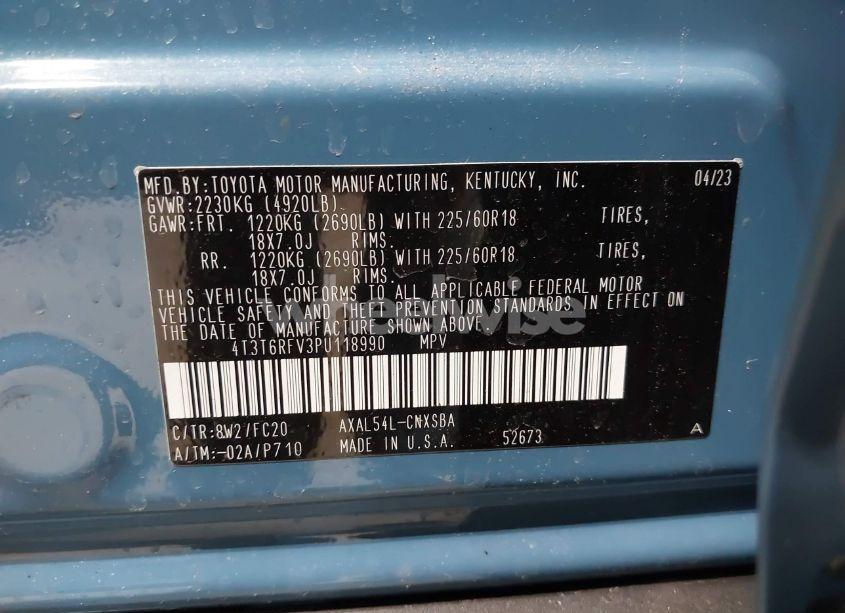 MFD.BY:TOYOTA MOTOR MANUFACTURING, KENTUCKY, INC. 04/23
GVWR:2230KG (4920LB)
GAWR:FRT. 1220KG (2690LB) WITH 225/60R18 TIRES,
18X7.0J RIMS.
RR. 1220KG (2690LB) WITH 225/60R18 TIRES,
18X7.0J RIMS.
THIS VEHICLE CONFORMS TO ALL APPLICABLE FEDERAL MOTOR
VEHICLE SAFETY AND THEFT PREVENTION STANDARDS IN EFFECT ON
THE DATE OF MANUFACTURE SHOWN ABOVE.
4T3T6RFV3PU118990 MPV
C/TR:8W2/FC20 AXAL54L-CNXSBA
A/TM:-02A/P710 MADE IN U.S.A. 52673 A